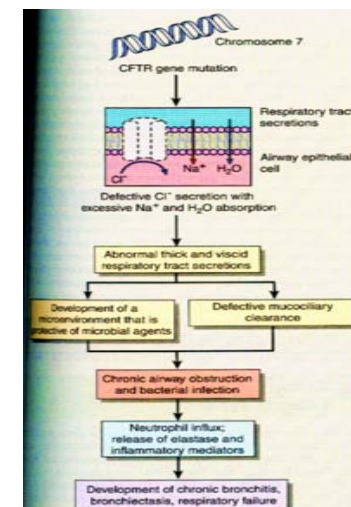 Chromosome 7
CFTR gene mutation
Respiratory tract
secretions
Airway epithelial
cell
Cl⁻
Na⁺
H₂O
Defective Cl⁻ secretion with
excessive Na⁺ and H₂O absorption
Abnormal thick and viscid
respiratory tract secretions
Development of a
microenvironment that is
protective of microbial agents
Defective mucociliary
clearance
Chronic airway obstruction
and bacterial infection
Neutrophil influx;
release of elastase and
inflammatory mediators
Development of chronic bronchitis,
bronchiectasis, respiratory failure